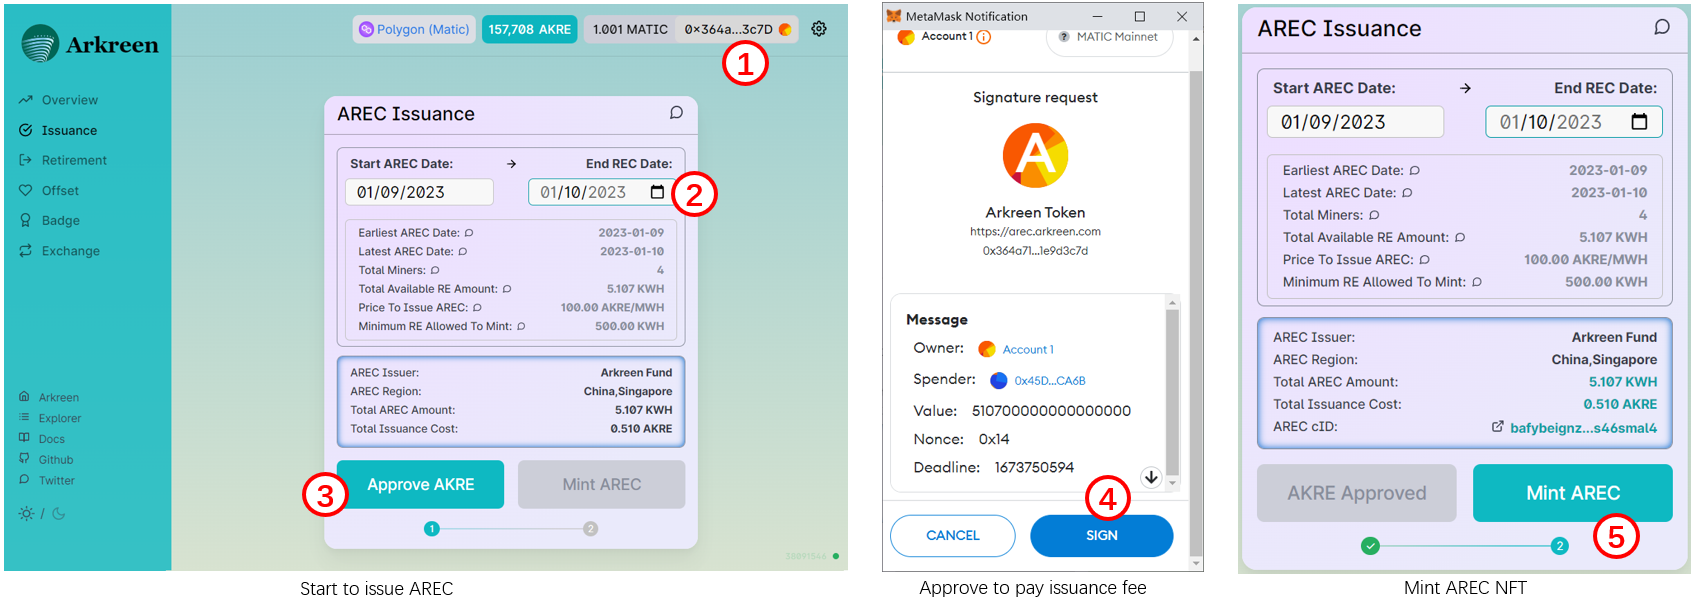 Arkreen
Overview
Issuance
Retirement
Offset
Badge
Exchange
Arkreen
Explorer
Docs
Github
Twitter
/
Polygon (Matic)
157,708 AKRE
1.001 MATIC
0x364a...3c7D
1
AREC Issuance
Start AREC Date: → End REC Date:
01/09/2023 01/10/2023
2
Earliest AREC Date: 2023-01-09
Latest AREC Date: 2023-01-10
Total Miners: 4
Total Available RE Amount: 5.107 KWH
Price To Issue AREC: 100.00 AKRE/MWH
Minimum RE Allowed To Mint: 500.00 KWH
AREC Issuer: Arkreen Fund
AREC Region: China,Singapore
Total AREC Amount: 5.107 KWH
Total Issuance Cost: 0.510 AKRE
3
Approve AKRE Mint AREC
1 2
Start to issue AREC
MetaMask Notification
Account 1
MATIC Mainnet
Signature request
A
Arkreen Token
https://arec.arkreen.com
0x364a71...1e9d3c7d
Message
Owner: Account 1
Spender: 0x45D...CA6B
Value: 510700000000000000
Nonce: 0x14
Deadline: 1673750594
4
CANCEL SIGN
Approve to pay issuance fee
AREC Issuance
Start AREC Date: → End REC Date:
01/09/2023 01/10/2023
Earliest AREC Date: 2023-01-09
Latest AREC Date: 2023-01-10
Total Miners: 4
Total Available RE Amount: 5.107 KWH
Price To Issue AREC: 100.00 AKRE/MWH
Minimum RE Allowed To Mint: 500.00 KWH
AREC Issuer: Arkreen Fund
AREC Region: China,Singapore
Total AREC Amount: 5.107 KWH
Total Issuance Cost: 0.510 AKRE
AREC cID: bafybeignz...s46smal4
AKRE Approved Mint AREC
2
5
Mint AREC NFT